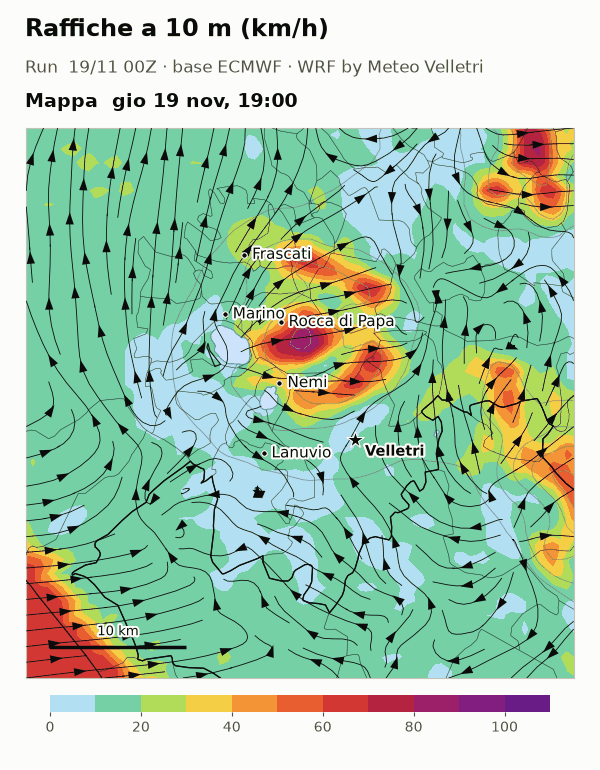 Raffiche a 10 m (km/h)
Run  19/11 00Z · base ECMWF · WRF by Meteo Velletri
Mappa  gio 19 nov, 19:00
Frascati
Marino
Rocca di Papa
Nemi
Velletri
Lanuvio
10 km
0 20 40 60 80 100